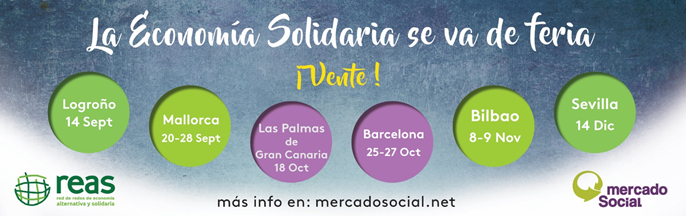 La Economía Solidaria se va de feria
¡Vente!
Logroño
14 Sept
Mallorca
20-28 Sept
Las Palmas
de
Gran Canaria
18 Oct
Barcelona
25-27 Oct
Bilbao
8-9 Nov
Sevilla
14 Dic
reas
red de redes de economía
alternativa y solidaria
más info en: mercadosocial.net
mercado
Social